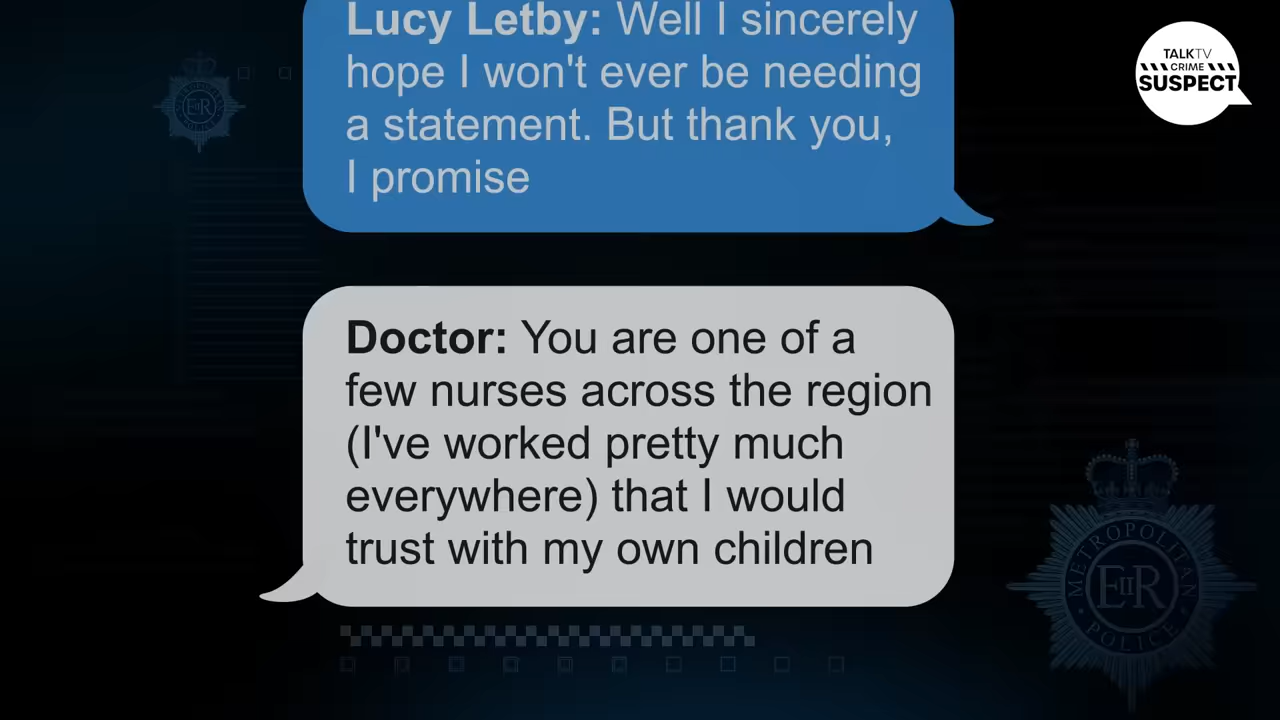 Lucy Letby: Well I sincerely
hope I won't ever be needing
a statement. But thank you,
I promise
Doctor: You are one of a
few nurses across the region
(I've worked pretty much
everywhere) that I would
trust with my own children
TALKTV
CRIME
SUSPECT
EIIR
METROPOLITAN
EIIR
POLICE